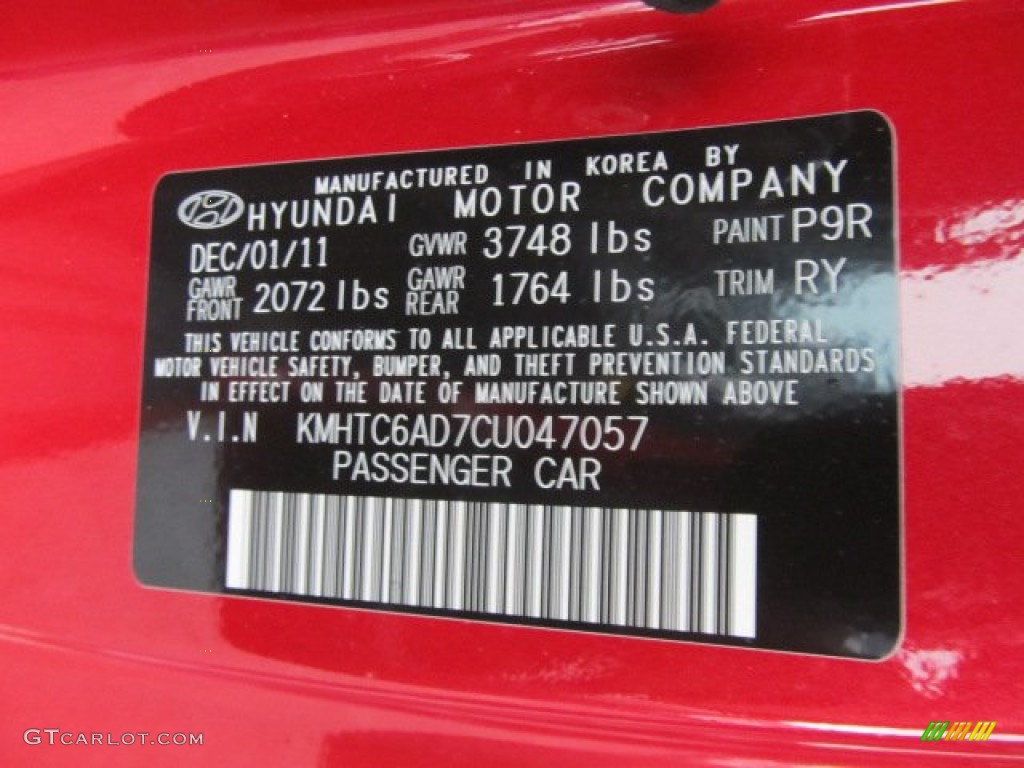 MANUFACTURED IN KOREA BY
HYUNDAI MOTOR COMPANY
DEC/01/11 GVWR 3748 lbs PAINT P9R
GAWR FRONT 2072 lbs GAWR REAR 1764 lbs TRIM RY
THIS VEHICLE CONFORMS TO ALL APPLICABLE U.S.A. FEDERAL
MOTOR VEHICLE SAFETY, BUMPER, AND THEFT PREVENTION STANDARDS
IN EFFECT ON THE DATE OF MANUFACTURE SHOWN ABOVE
V.I.N KMHTC6AD7CU047057
PASSENGER CAR
GTCARLOT.COM